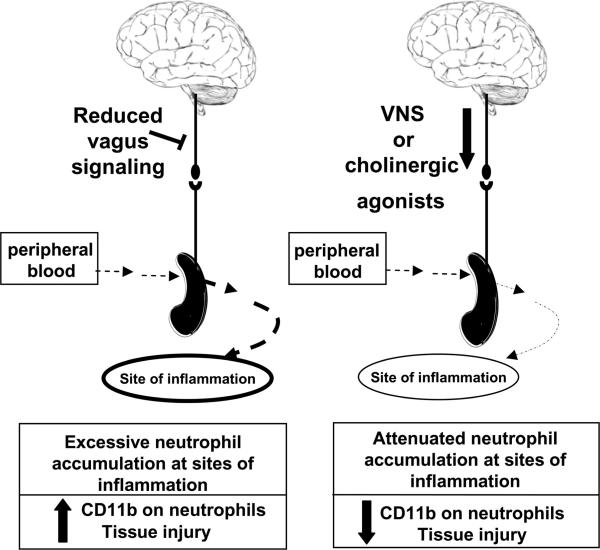 Reduced
vagus
signaling
peripheral
blood
Site of inflammation
Excessive neutrophil
accumulation at sites of
inflammation
CD11b on neutrophils
Tissue injury
VNS
or
cholinergic
agonists
peripheral
blood
Site of inflammation
Attenuated neutrophil
accumulation at sites of
inflammation
CD11b on neutrophils
Tissue injury